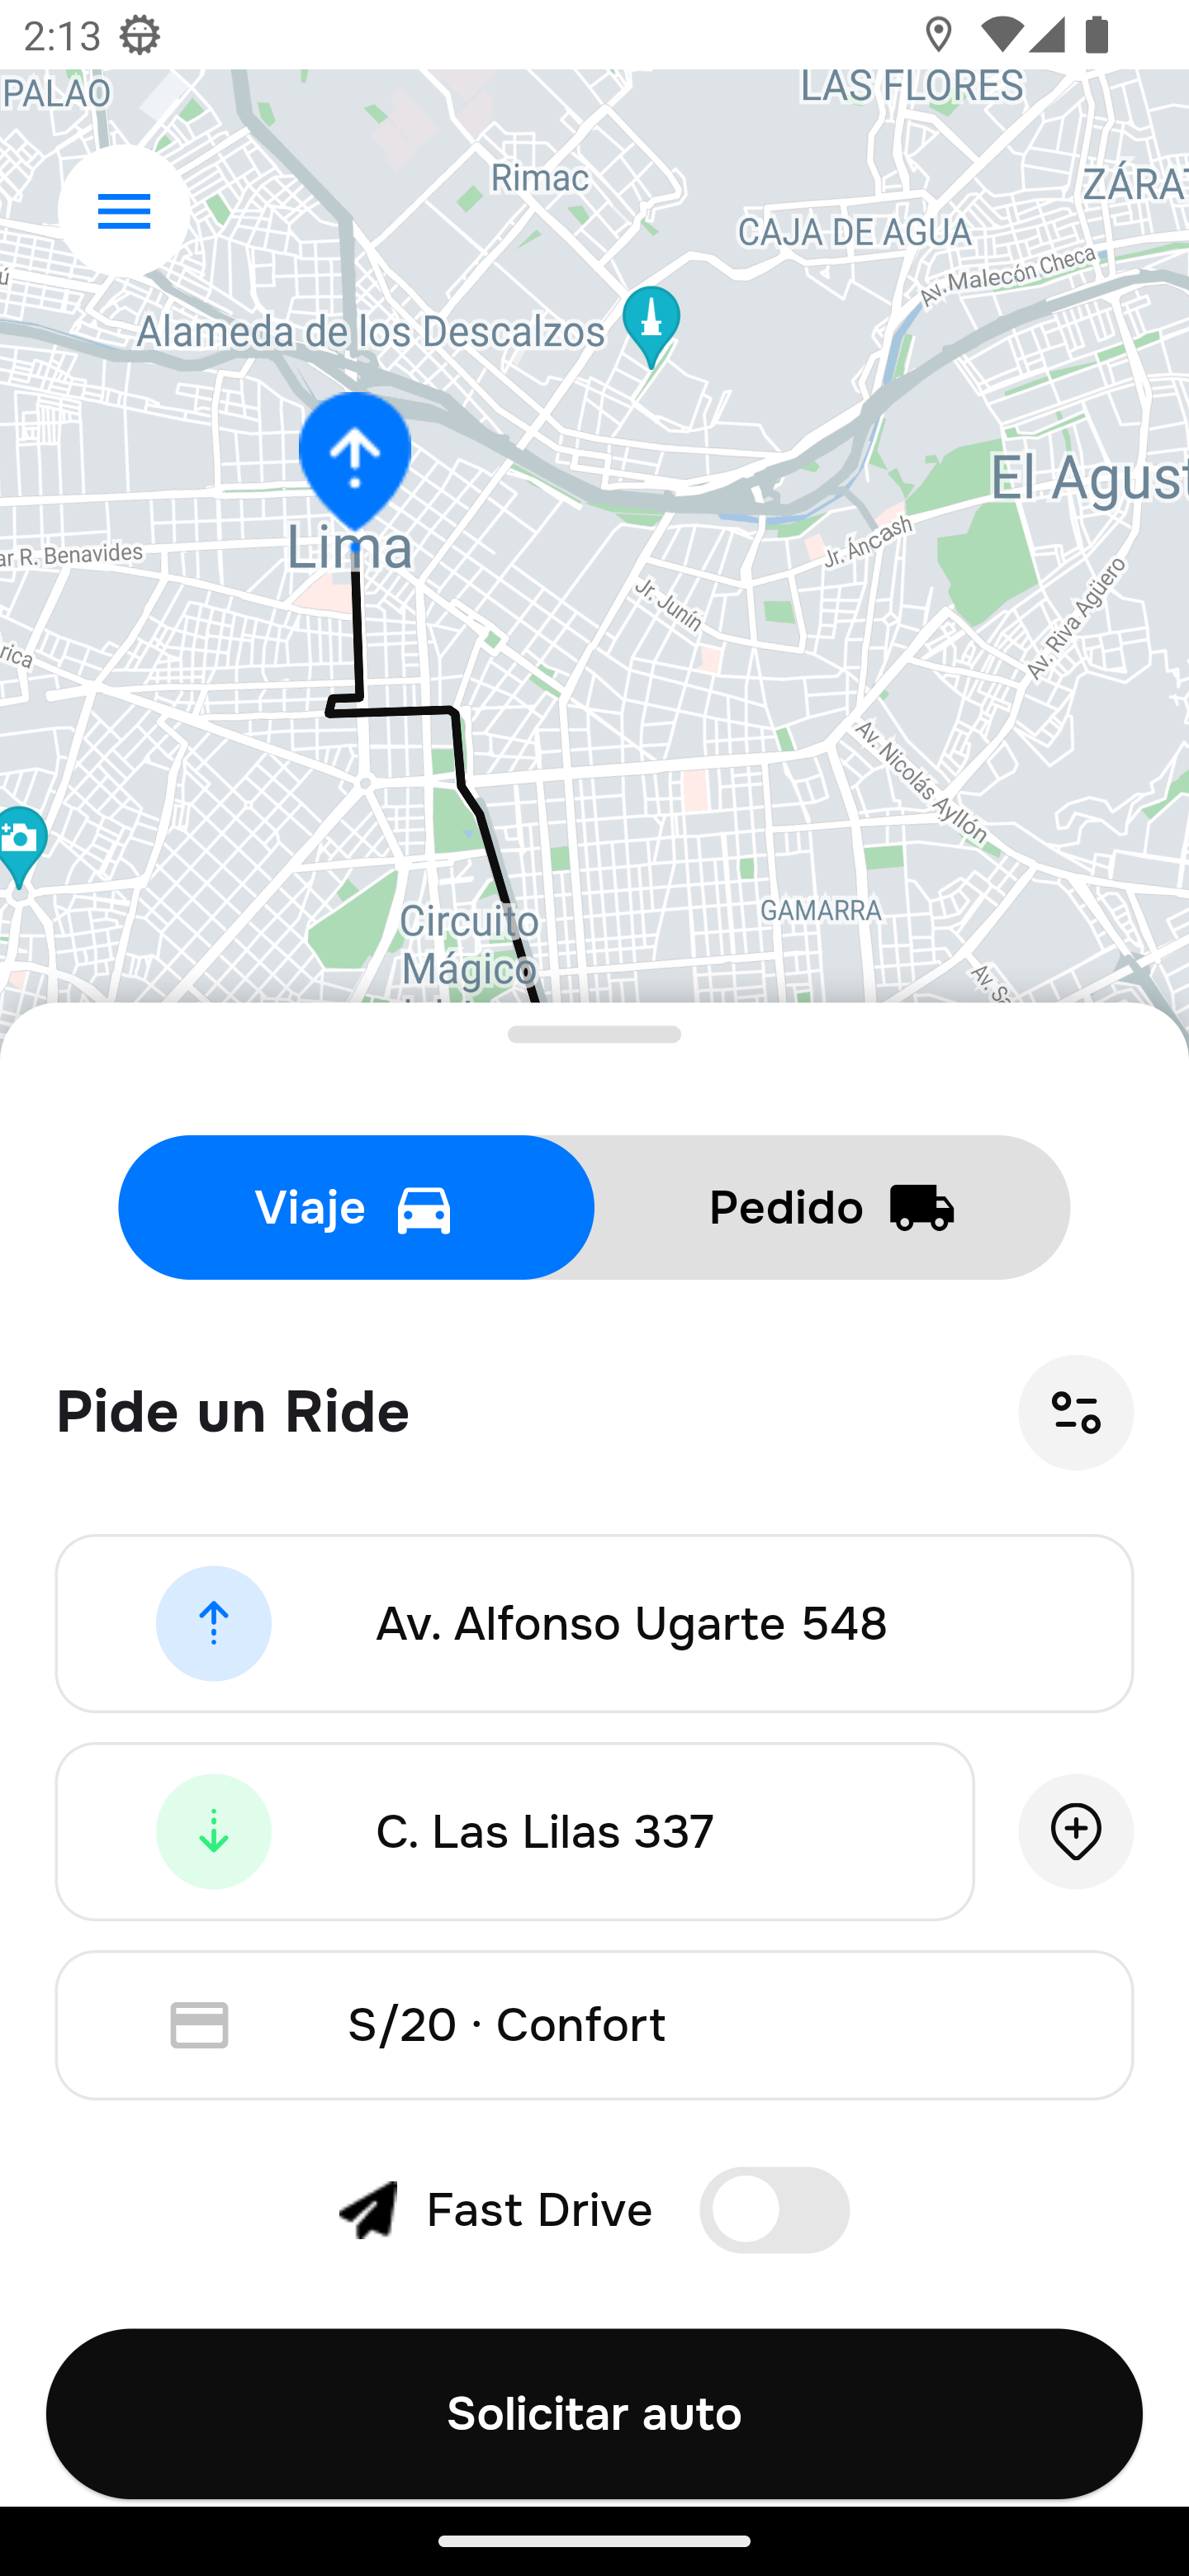 2:13
PALAO
LAS FLORES
Rimac
ZÁRAT
CAJA DE AGUA
Av. Malecón Checa
ú
Alameda de los Descalzos
El Agust
Lima
ar R. Benavides
Jr. Áncash
Jr. Junín
Av. Riva Agüero
rica
Av. Nicolás Ayllón
Circuito
Mágico
GAMARRA
Viaje
Pedido
Pide un Ride
Av. Alfonso Ugarte 548
C. Las Lilas 337
S/20 · Confort
Fast Drive
Solicitar auto